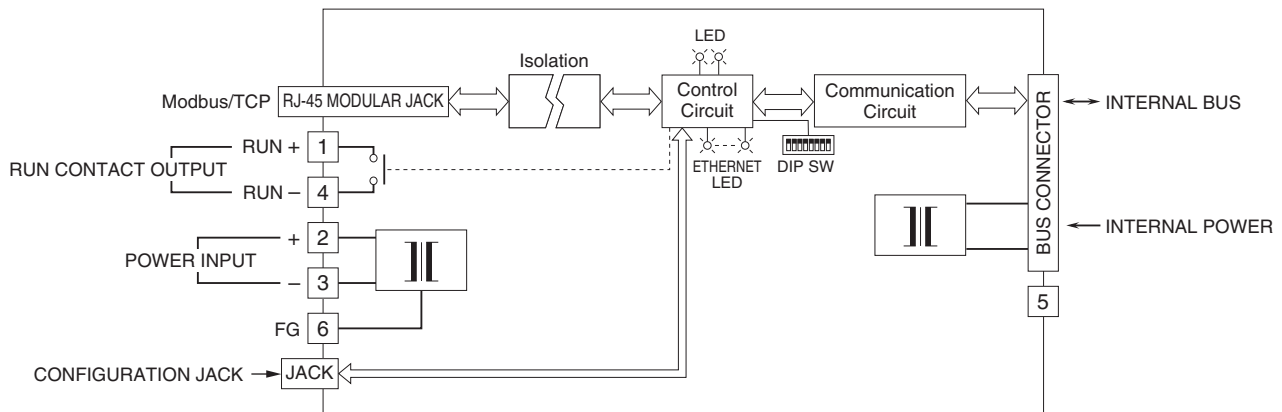 LED
Isolation
Modbus/TCP
RJ-45 MODULAR JACK
Control
Circuit
Communication
Circuit
BUS CONNECTOR
INTERNAL BUS
RUN CONTACT OUTPUT
RUN +
1
RUN –
4
ETHERNET
LED
DIP SW
POWER INPUT
+
2
–
3
INTERNAL POWER
5
FG
6
CONFIGURATION JACK
JACK